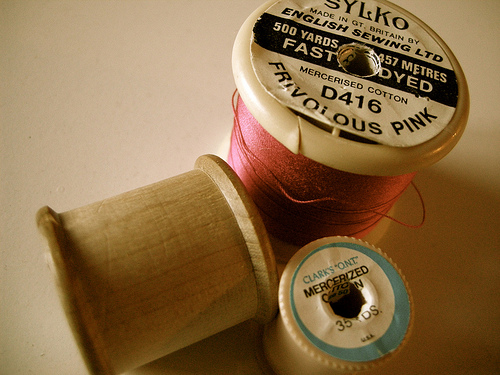 SYLKO
MADE IN GT. BRITAIN BY
ENGLISH SEWING LTD
500 YARDS 457 METRES
FAST DYED
MERCERISED COTTON
D416
FRIVOLOUS PINK
CLARK'S "O.N.T."
MERCERIZED
35 YDS.
U.S.A.